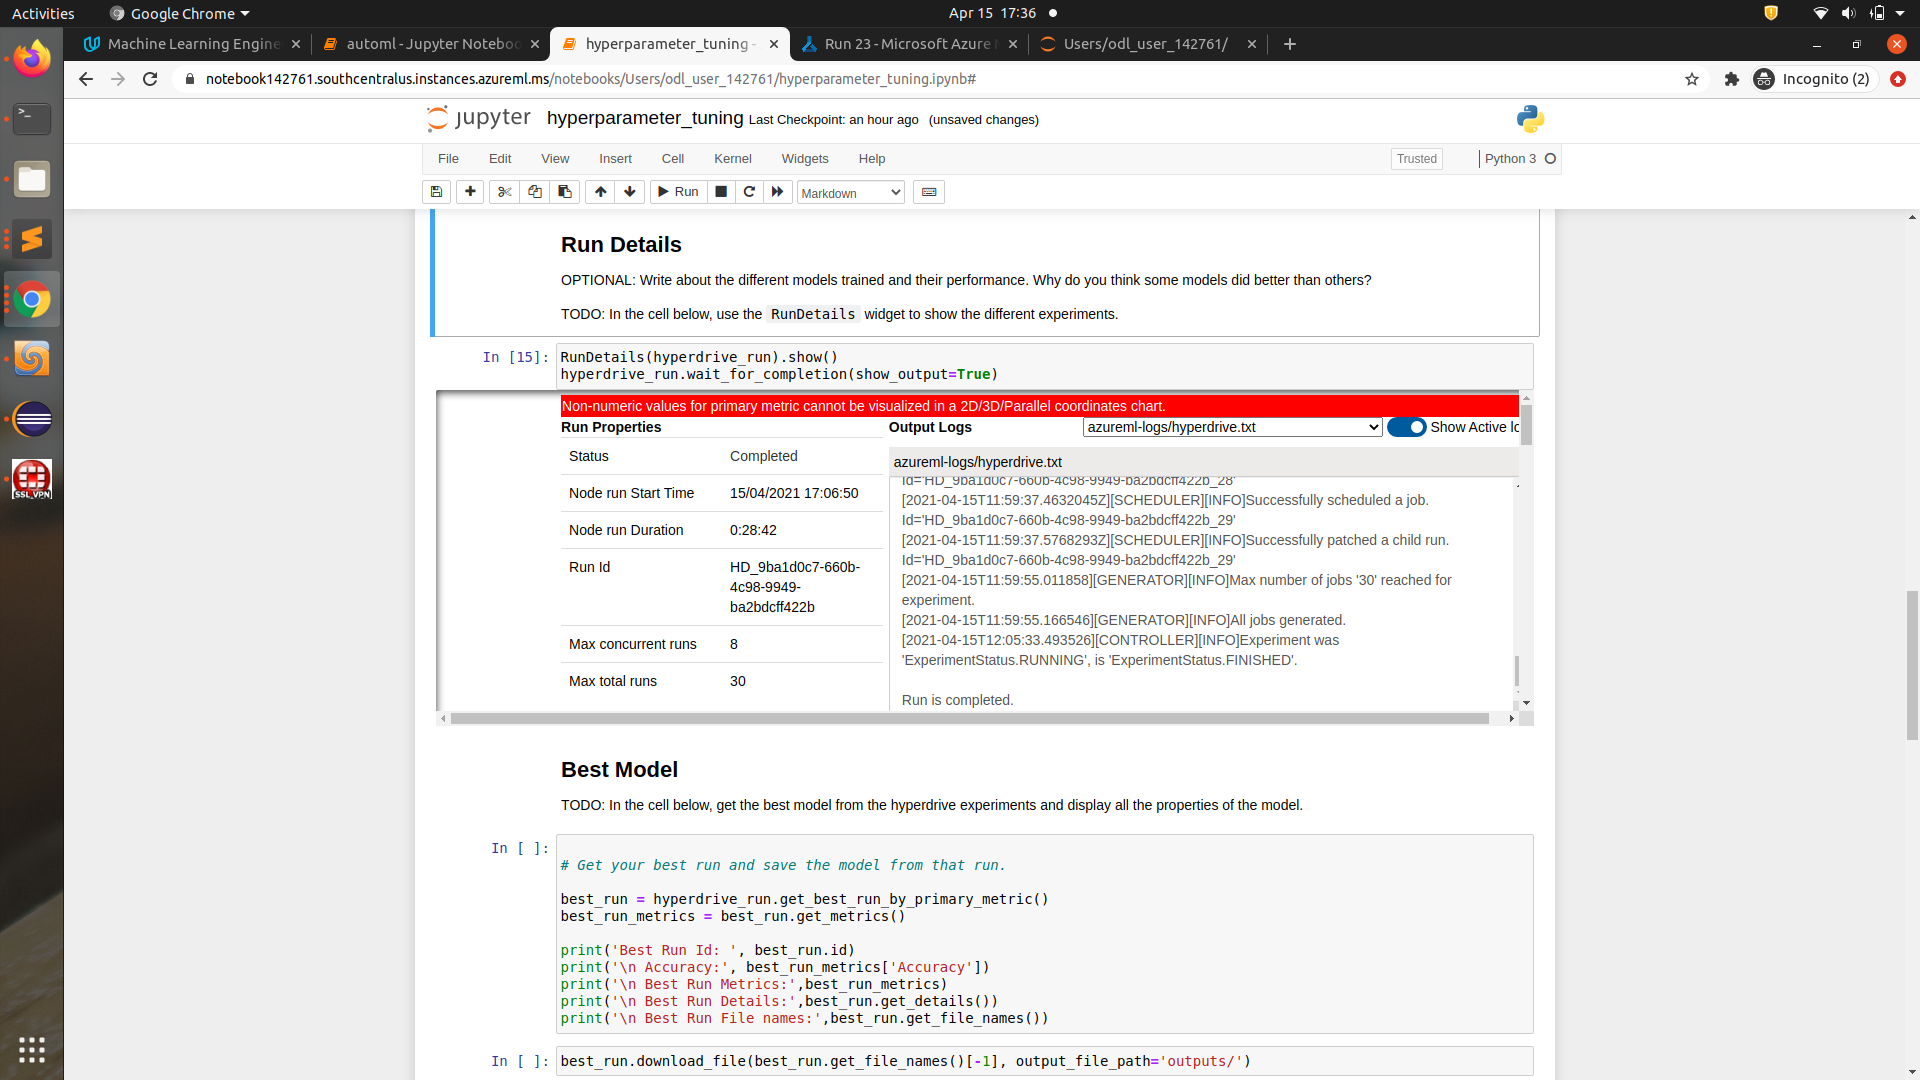 Activities
Google Chrome
Apr 15 17:36
Machine Learning Engine
automl - Jupyter Noteboo
hyperparameter_tuning -
Run 23 - Microsoft Azure
Users/odl_user_142761/
notebook142761.southcentralus.instances.azureml.ms/notebooks/Users/odl_user_142761/hyperparameter_tuning.ipynb#
Incognito (2)
jupyter
hyperparameter_tuning
Last Checkpoint: an hour ago (unsaved changes)
File
Edit
View
Insert
Cell
Kernel
Widgets
Help
Trusted
Python 3
Run
Markdown
Run Details
OPTIONAL: Write about the different models trained and their performance. Why do you think some models did better than others?
TODO: In the cell below, use the RunDetails widget to show the different experiments.
In [15]:
RunDetails(hyperdrive_run).show()
hyperdrive_run.wait_for_completion(show_output=True)
Non-numeric values for primary metric cannot be visualized in a 2D/3D/Parallel coordinates chart.
Run Properties
Status Completed
Node run Start Time 15/04/2021 17:06:50
Node run Duration 0:28:42
Run Id HD_9ba1d0c7-660b-
4c98-9949-
ba2bdcff422b
Max concurrent runs 8
Max total runs 30
Output Logs
azureml-logs/hyperdrive.txt
Show Active lo
azureml-logs/hyperdrive.txt
Id='HD_9ba1d0c7-660b-4c98-9949-ba2bdcff422b_28'
[2021-04-15T11:59:37.4632045Z][SCHEDULER][INFO]Successfully scheduled a job.
Id='HD_9ba1d0c7-660b-4c98-9949-ba2bdcff422b_29'
[2021-04-15T11:59:37.5768293Z][SCHEDULER][INFO]Successfully patched a child run.
Id='HD_9ba1d0c7-660b-4c98-9949-ba2bdcff422b_29'
[2021-04-15T11:59:55.011858][GENERATOR][INFO]Max number of jobs '30' reached for
experiment.
[2021-04-15T11:59:55.166546][GENERATOR][INFO]All jobs generated.
[2021-04-15T12:05:33.493526][CONTROLLER][INFO]Experiment was
'ExperimentStatus.RUNNING', is 'ExperimentStatus.FINISHED'.
Run is completed.
Best Model
TODO: In the cell below, get the best model from the hyperdrive experiments and display all the properties of the model.
In [ ]:
# Get your best run and save the model from that run.
best_run = hyperdrive_run.get_best_run_by_primary_metric()
best_run_metrics = best_run.get_metrics()
print('Best Run Id: ', best_run.id)
print('\n Accuracy:', best_run_metrics['Accuracy'])
print('\n Best Run Metrics:',best_run_metrics)
print('\n Best Run Details:',best_run.get_details())
print('\n Best Run File names:',best_run.get_file_names())
In [ ]:
best_run.download_file(best_run.get_file_names()[-1], output_file_path='outputs/')
SSL VPN